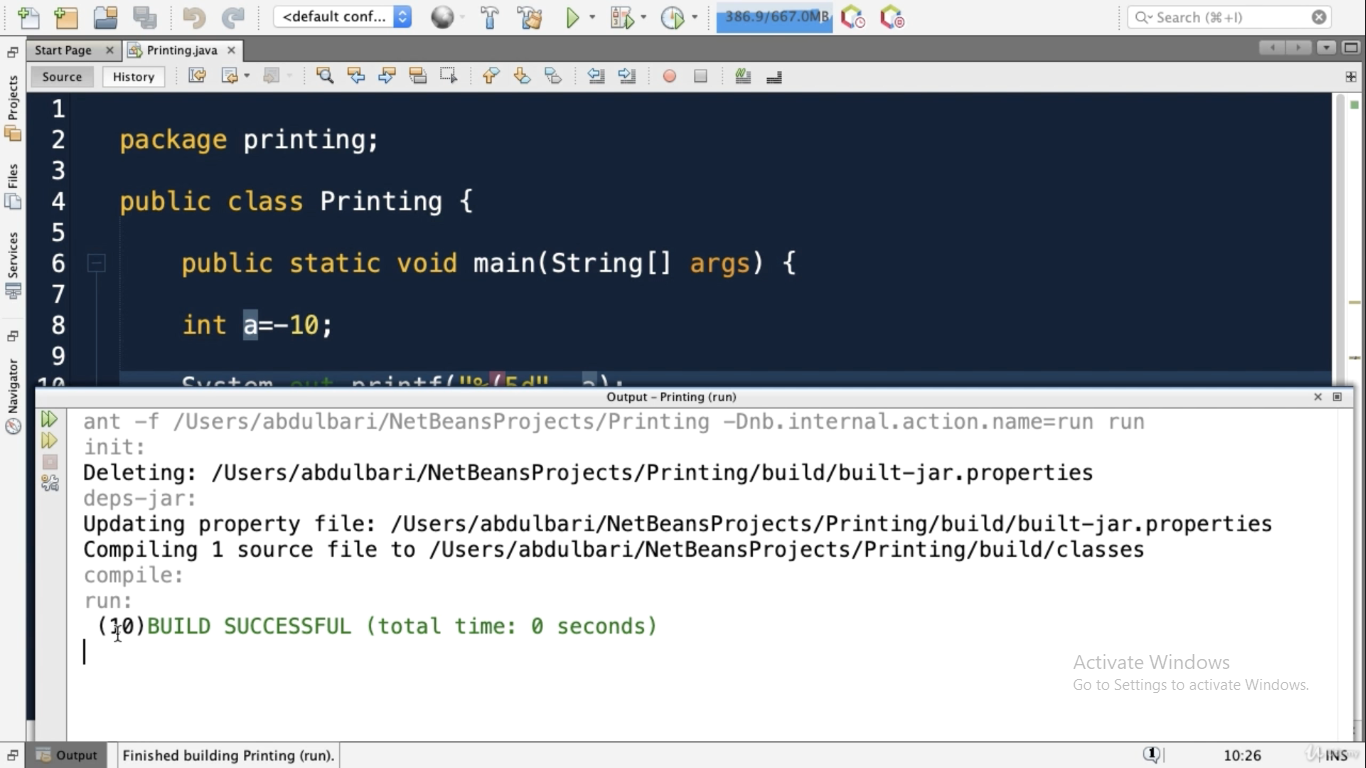 <default conf...
386.9/667.0MB
Search (⌘+I)
Start Page
Printing.java
Source
History
Projects
Files
Services
Navigator
1
2 package printing;
3
4 public class Printing {
5
6 public static void main(String[] args) {
7
8 int a=-10;
9
10 System.out.printf("%(5d", a);
Output – Printing (run)
ant -f /Users/abdulbari/NetBeansProjects/Printing -Dnb.internal.action.name=run run
init:
Deleting: /Users/abdulbari/NetBeansProjects/Printing/build/built-jar.properties
deps-jar:
Updating property file: /Users/abdulbari/NetBeansProjects/Printing/build/built-jar.properties
Compiling 1 source file to /Users/abdulbari/NetBeansProjects/Printing/build/classes
compile:
run:
(10)BUILD SUCCESSFUL (total time: 0 seconds)
Activate Windows
Go to Settings to activate Windows.
Output
Finished building Printing (run).
1
10:26
INS